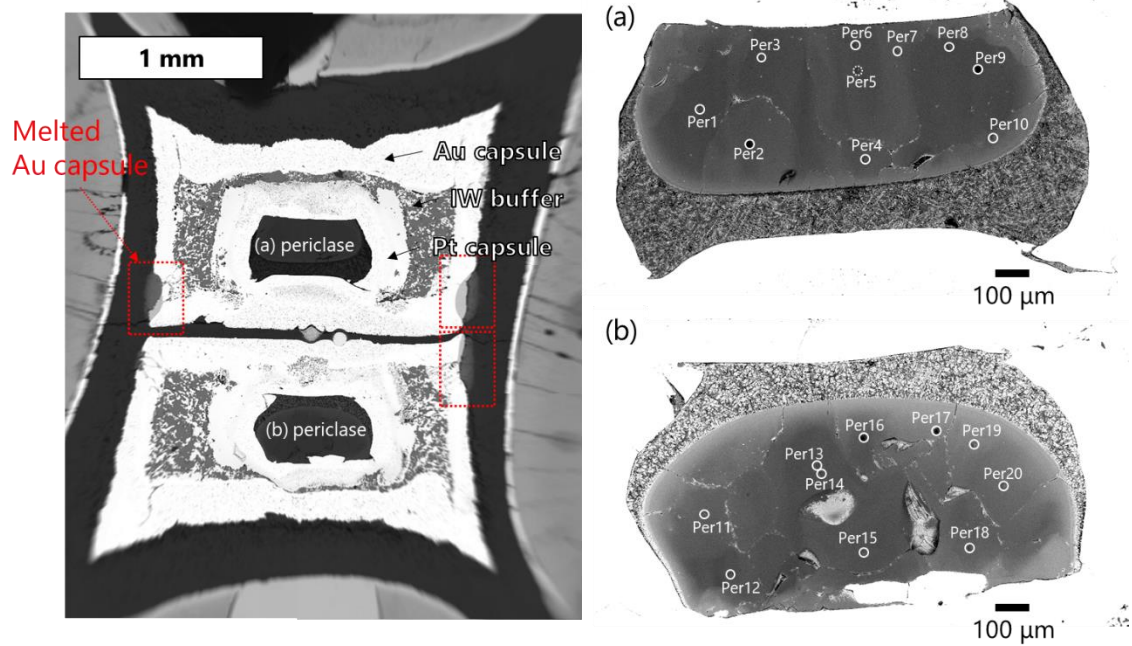 1 mm
Melted
Au capsule
Au capsule
IW buffer
(a) periclase
Pt capsule
(b) periclase
(a)
Per6
Per7
Per8
Per3
Per9
Per5
Per1
Per10
Per2
Per4
100 µm
(b)
Per17
Per16
Per19
Per13
Per14
Per20
Per11
Per15
Per18
Per12
100 µm